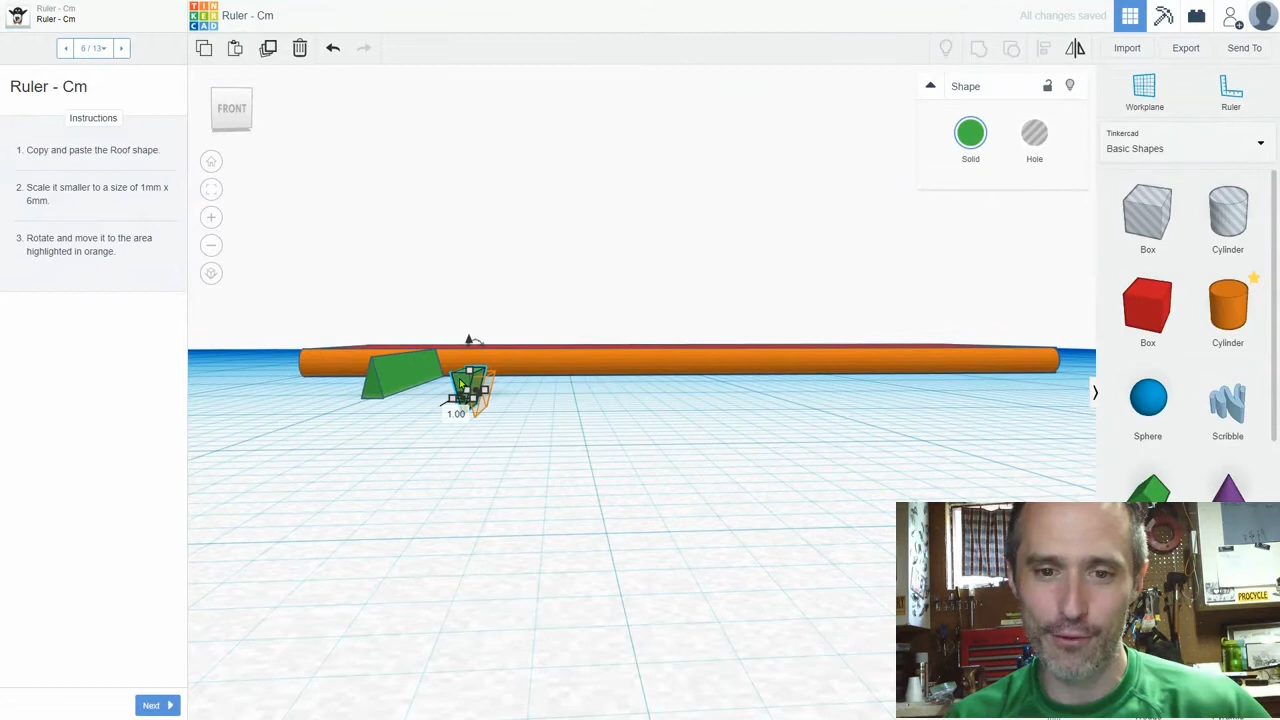 Ruler - Cm
Ruler - Cm
6 / 13
Ruler - Cm
Instructions
1. Copy and paste the Roof shape.
2. Scale it smaller to a size of 1mm x
6mm.
3. Rotate and move it to the area
highlighted in orange.
Next
TIN
KER
CAD
Ruler - Cm
All changes saved
Import
Export
Send To
FRONT
Shape
Solid
Hole
1.00
Workplane
Ruler
Tinkercad
Basic Shapes
Box
Cylinder
Box
Cylinder
Sphere
Scribble
PROCYCLE